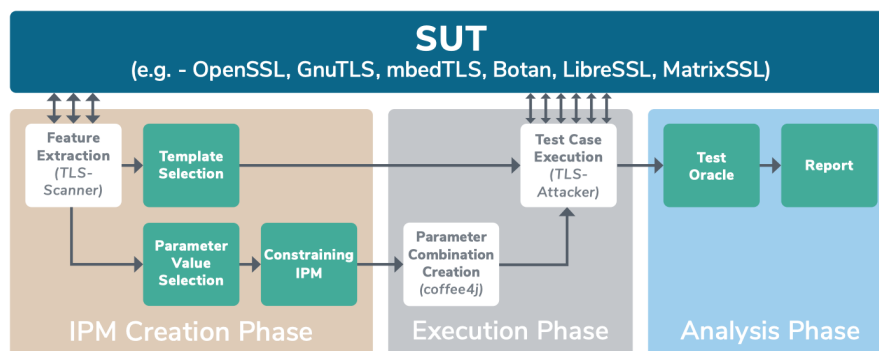 SUT
(e.g. - OpenSSL, GnuTLS, mbedTLS, Botan, LibreSSL, MatrixSSL)
Feature
Extraction
(TLS-
Scanner)
Template
Selection
Test Case
Execution
(TLS-
Attacker)
Test
Oracle
Report
Parameter
Value
Selection
Constraining
IPM
Parameter
Combination
Creation
(coffee4j)
IPM Creation Phase
Execution Phase
Analysis Phase